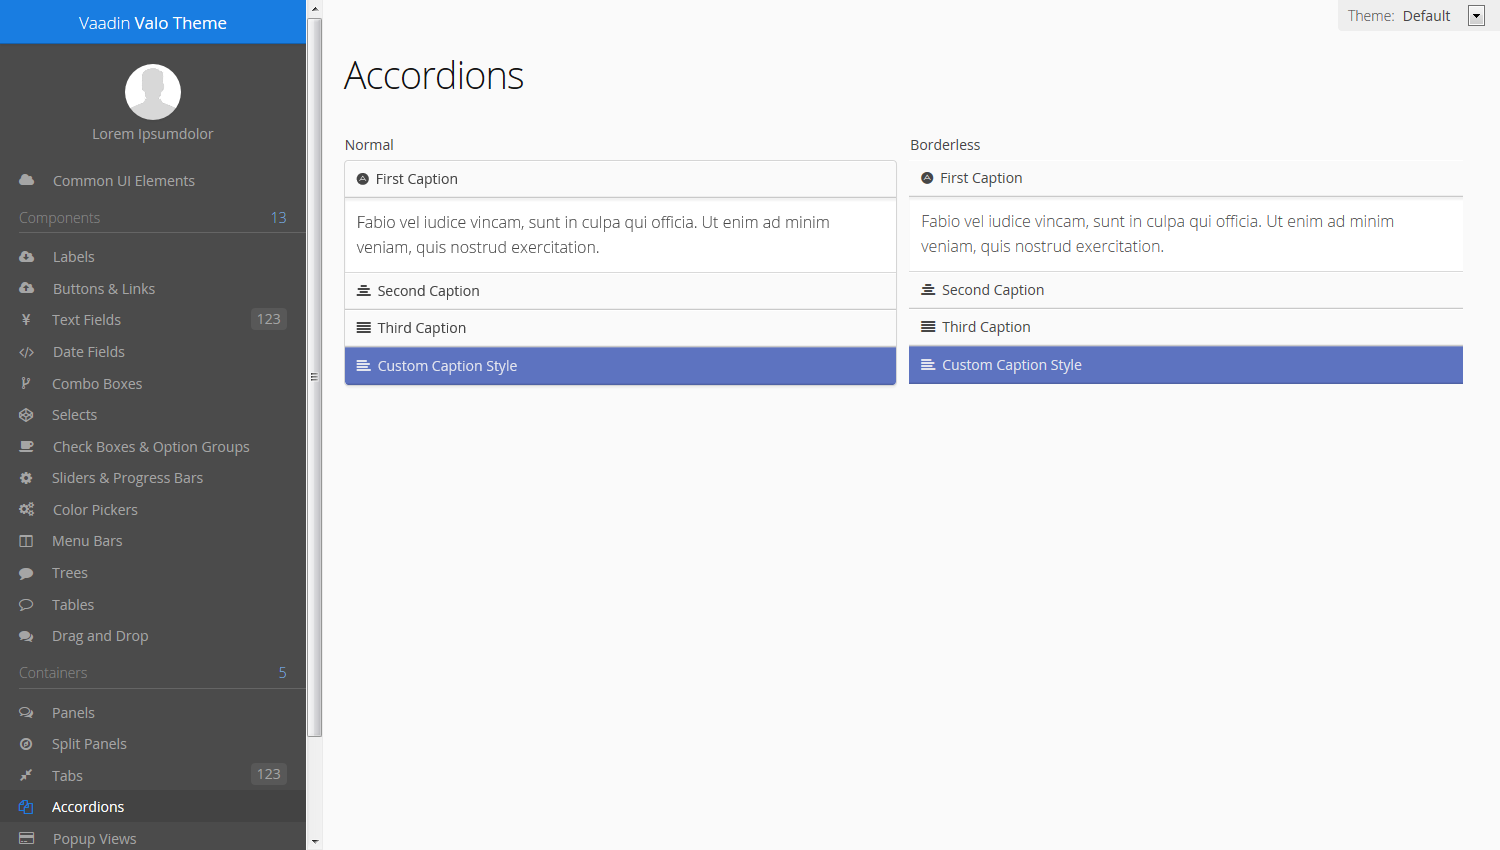 Vaadin Valo Theme
Lorem Ipsumdolor
Common UI Elements
Components 13
Labels
Buttons & Links
Text Fields 123
Date Fields
Combo Boxes
Selects
Check Boxes & Option Groups
Sliders & Progress Bars
Color Pickers
Menu Bars
Trees
Tables
Drag and Drop
Containers 5
Panels
Split Panels
Tabs 123
Accordions
Popup Views
Theme: Default
Accordions
Normal
First Caption
Fabio vel iudice vincam, sunt in culpa qui officia. Ut enim ad minim
veniam, quis nostrud exercitation.
Second Caption
Third Caption
Custom Caption Style
Borderless
First Caption
Fabio vel iudice vincam, sunt in culpa qui officia. Ut enim ad minim
veniam, quis nostrud exercitation.
Second Caption
Third Caption
Custom Caption Style